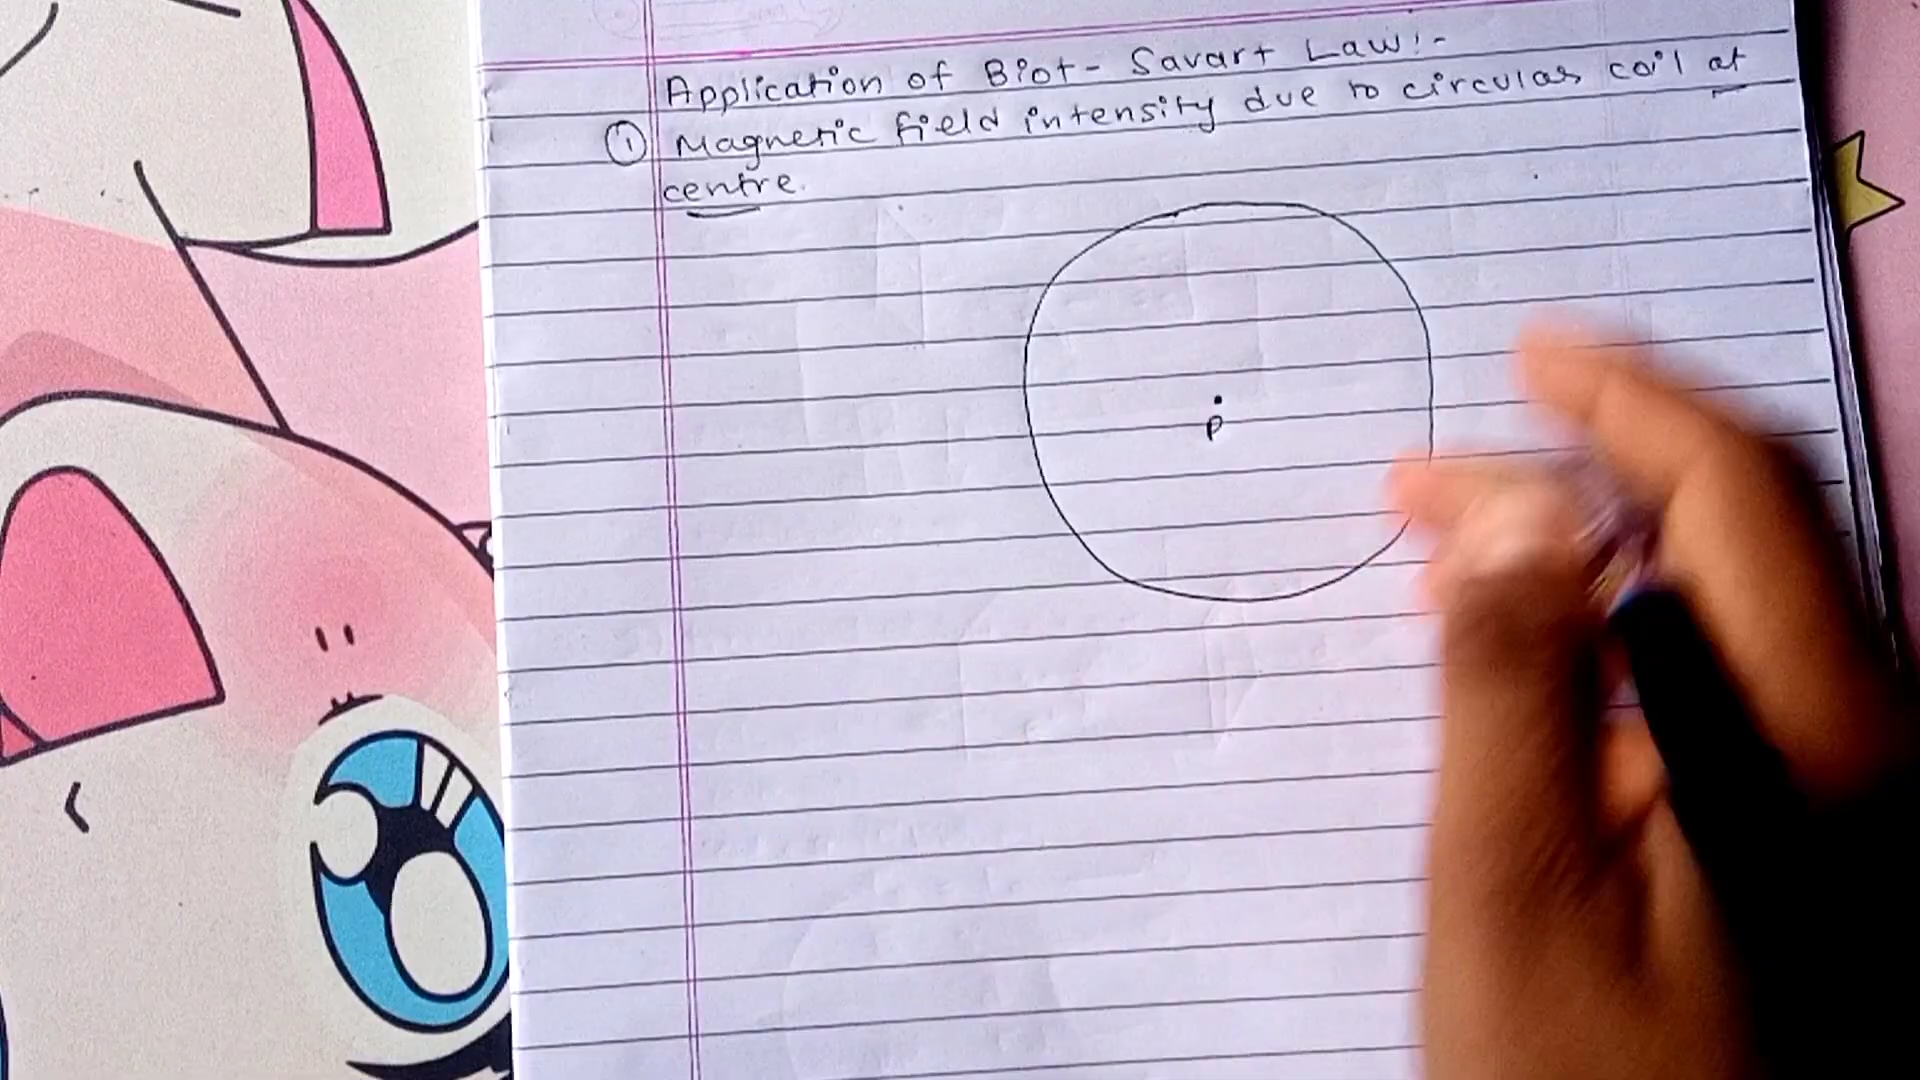 Application of Biot - Savart Law:-
① Magnetic field intensity due to circular coil at
centre.
P